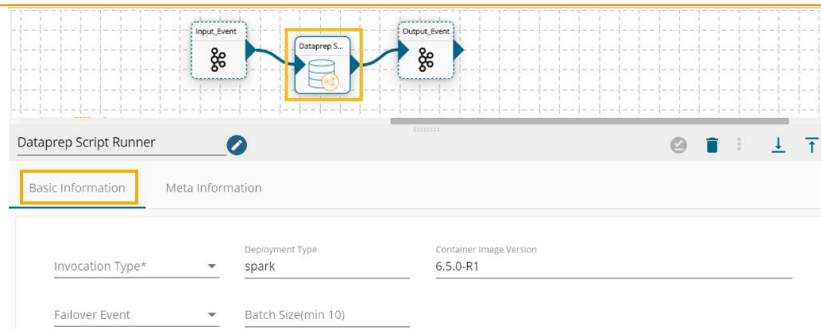 Input_Event
Output_Event
Dataprep S...
Dataprep Script Runner
Basic Information
Meta Information
Deployment Type
Container Image Version
Invocation Type*
spark
6.5.0-R1
Failover Event
Batch Size(min 10)